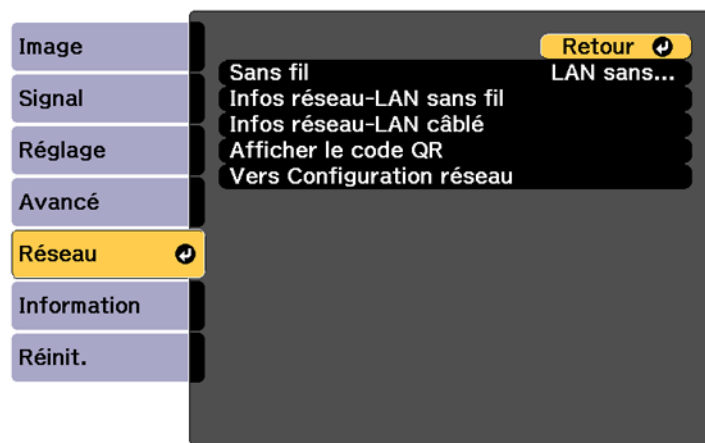 Image
Signal
Réglage
Avancé
Réseau
Information
Réinit.
Retour
Sans fil LAN sans...
Infos réseau-LAN sans fil
Infos réseau-LAN câblé
Afficher le code QR
Vers Configuration réseau